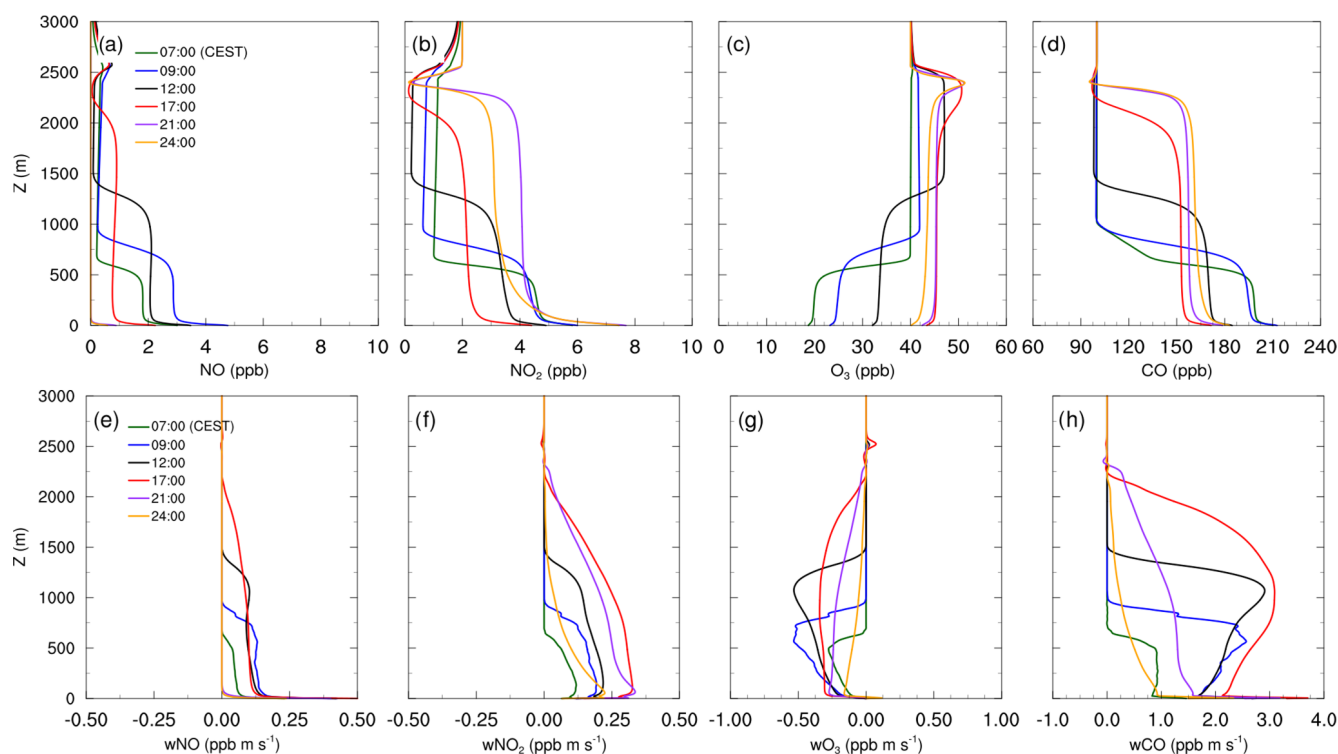 (a)
07:00 (CEST)
09:00
12:00
17:00
21:00
24:00
3000
2500
2000
1500
1000
500
0
Z (m)
0 2 4 6 8 10
NO (ppb)
(b)
0 2 4 6 8 10
NO₂ (ppb)
(c)
0 10 20 30 40 50 60
O₃ (ppb)
(d)
60 90 120 150 180 210 240
CO (ppb)
(e)
07:00 (CEST)
09:00
12:00
17:00
21:00
24:00
3000
2500
2000
1500
1000
500
0
Z (m)
-0.50 -0.25 0.00 0.25 0.50
wNO (ppb m s⁻¹)
(f)
-0.50 -0.25 0.00 0.25 0.50
wNO₂ (ppb m s⁻¹)
(g)
-1.00 -0.50 0.00 0.50 1.00
wO₃ (ppb m s⁻¹)
(h)
-1.0 0.0 1.0 2.0 3.0 4.0
wCO (ppb m s⁻¹)